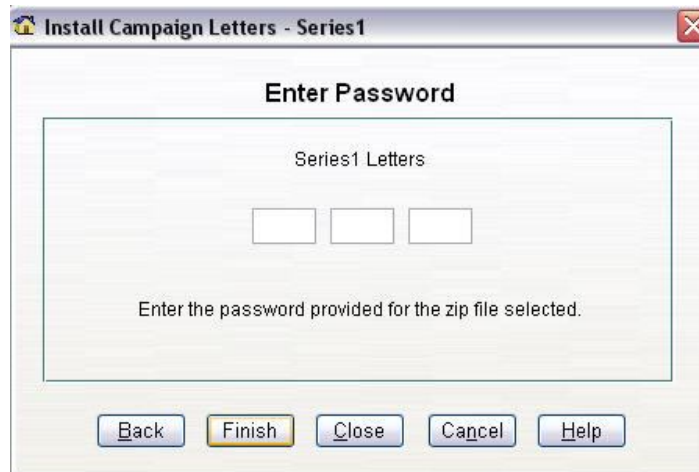 Install Campaign Letters - Series1
Enter Password
Series1 Letters
Enter the password provided for the zip file selected.
Back Finish Close Cancel Help